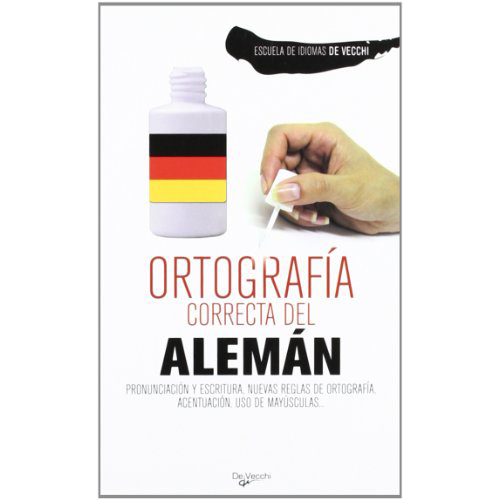 ESCUELA DE IDIOMAS DE VECCHI
ORTOGRAFÍA
CORRECTA DEL
ALEMÁN
PRONUNCIACIÓN Y ESCRITURA, NUEVAS REGLAS DE ORTOGRAFÍA,
ACENTUACIÓN, USO DE MAYÚSCULAS...
De Vecchi